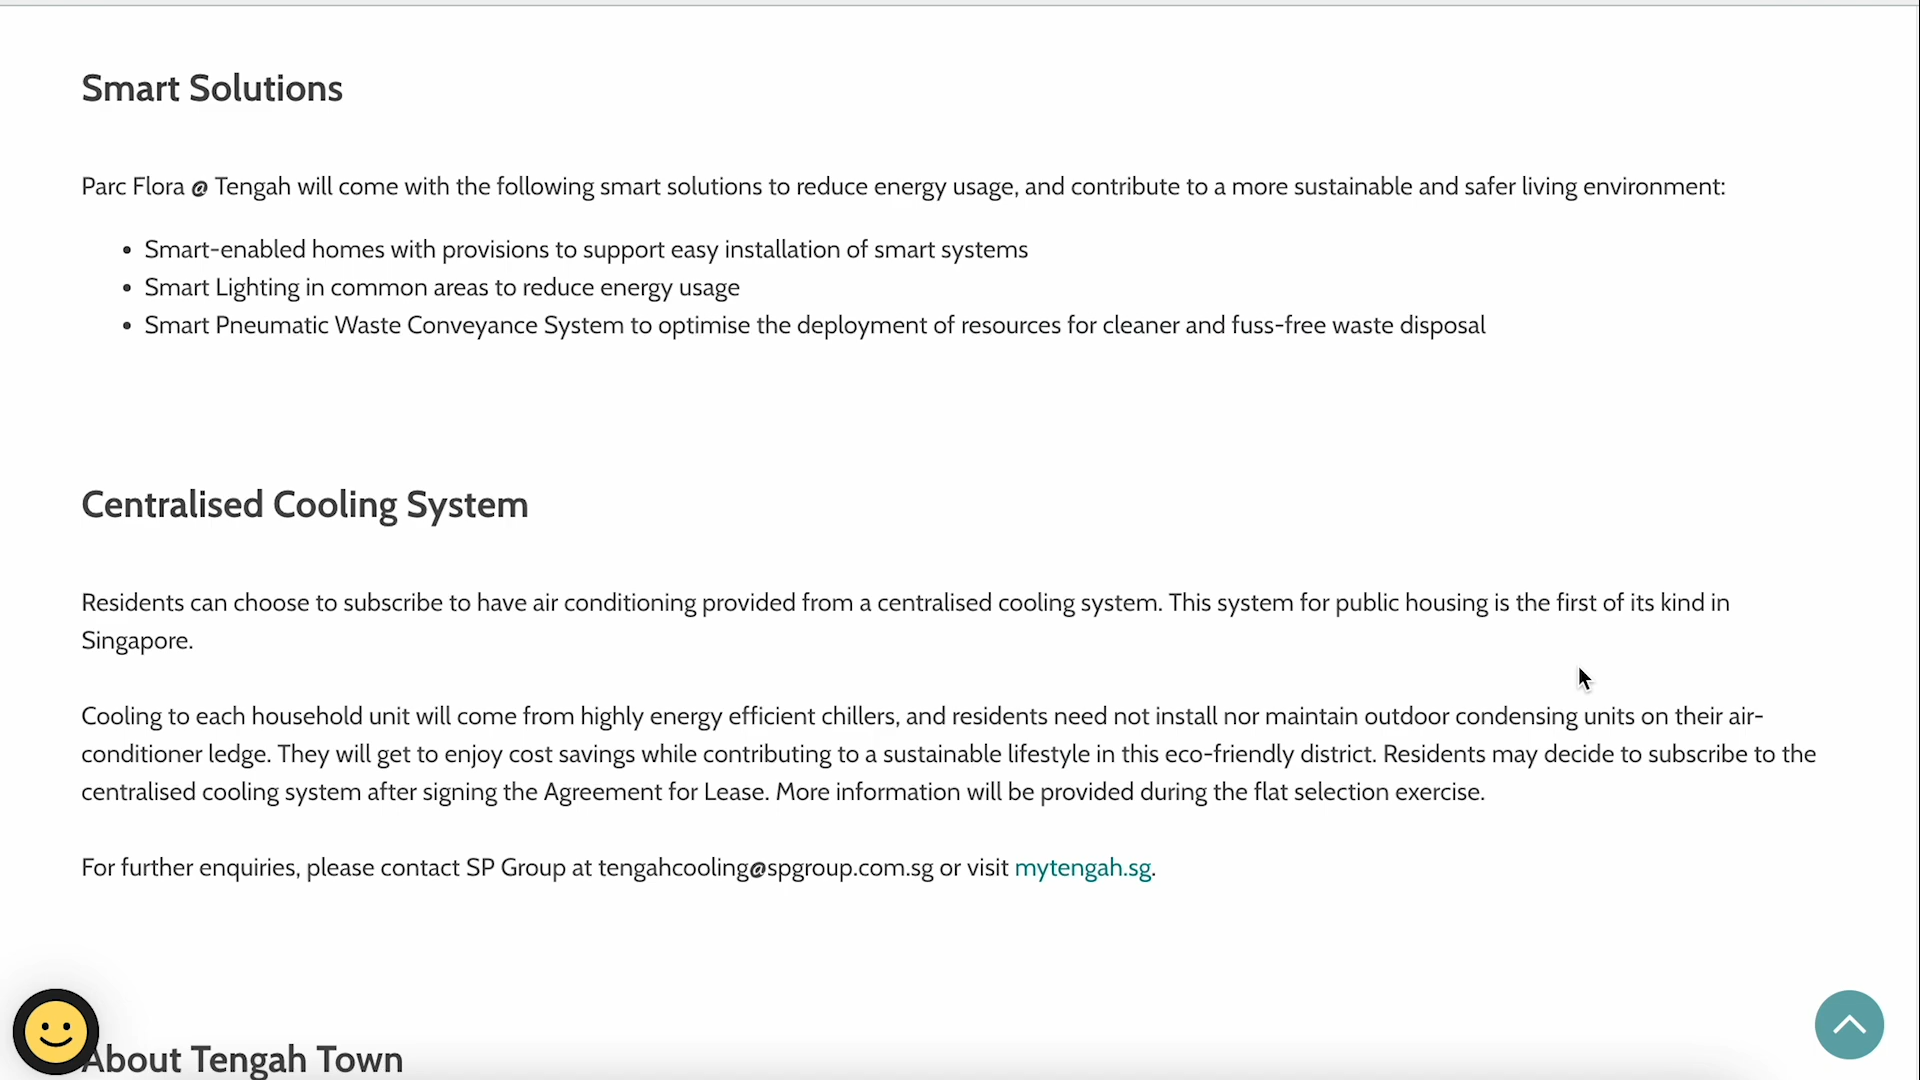 Smart Solutions
Parc Flora @ Tengah will come with the following smart solutions to reduce energy usage, and contribute to a more sustainable and safer living environment:
• Smart-enabled homes with provisions to support easy installation of smart systems
• Smart Lighting in common areas to reduce energy usage
• Smart Pneumatic Waste Conveyance System to optimise the deployment of resources for cleaner and fuss-free waste disposal
Centralised Cooling System
Residents can choose to subscribe to have air conditioning provided from a centralised cooling system. This system for public housing is the first of its kind in
Singapore.
Cooling to each household unit will come from highly energy efficient chillers, and residents need not install nor maintain outdoor condensing units on their air-
conditioner ledge. They will get to enjoy cost savings while contributing to a sustainable lifestyle in this eco-friendly district. Residents may decide to subscribe to the
centralised cooling system after signing the Agreement for Lease. More information will be provided during the flat selection exercise.
For further enquiries, please contact SP Group at tengahcooling@spgroup.com.sg or visit mytengah.sg.
About Tengah Town